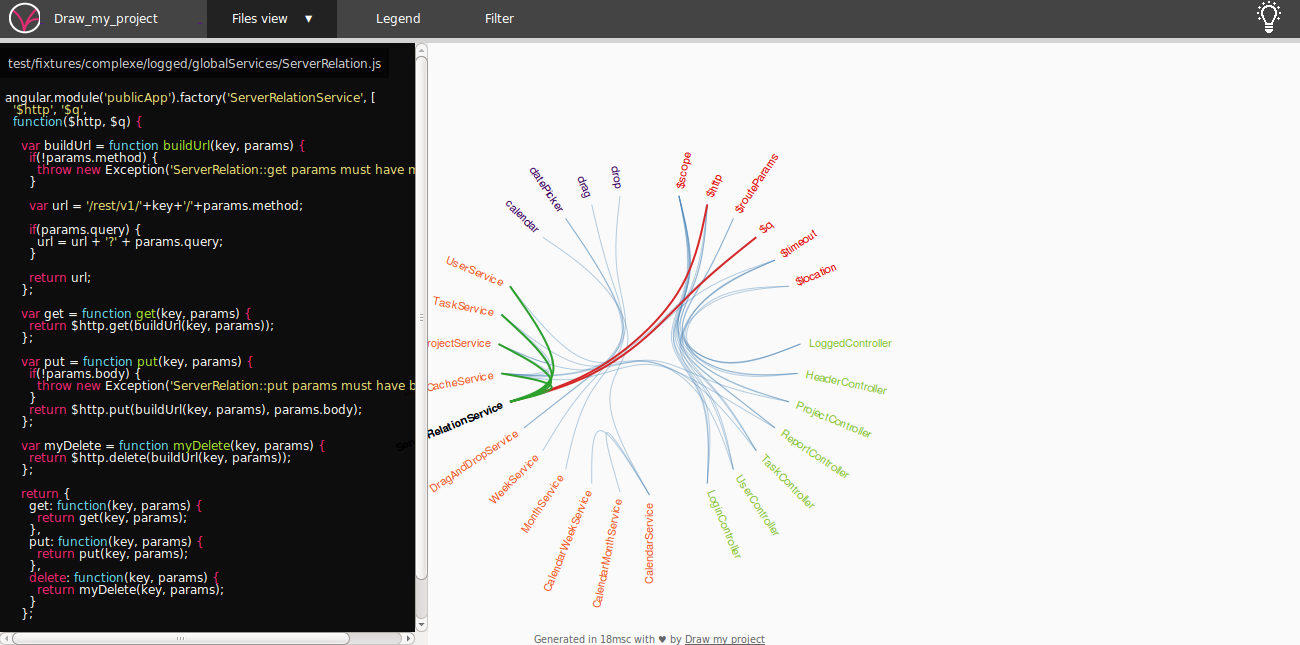 Draw_my_project
Files view ▼
Legend
Filter
test/fixtures/complexe/logged/globalServices/ServerRelation.js
angular.module('publicApp').factory('ServerRelationService', [
'$http', '$q',
function($http, $q) {
var buildUrl = function buildUrl(key, params) {
if(!params.method) {
throw new Exception('ServerRelation::get params must have m
}
var url = '/rest/v1/'+key+'/'+params.method;
if(params.query) {
url = url + '?' + params.query;
}
return url;
};
var get = function get(key, params) {
return $http.get(buildUrl(key, params));
};
var put = function put(key, params) {
if(!params.body) {
throw new Exception('ServerRelation::put params must have b
}
return $http.put(buildUrl(key, params), params.body);
};
var myDelete = function myDelete(key, params) {
return $http.delete(buildUrl(key, params));
};
return {
get: function(key, params) {
return get(key, params);
},
put: function(key, params) {
return put(key, params);
},
delete: function(key, params) {
return myDelete(key, params);
}
};
$scope
$http
$routeParams
$q
$timeout
$location
LoggedController
HeaderController
ProjectController
ReportController
TaskController
UserController
LoginController
CalendarService
CalendarMonthService
CalendarWeekService
MonthService
WeekService
DragAndDropService
RelationService
CacheService
rojectService
TaskService
UserService
calendar
datePicker
drag
drop
Generated in 18msc with ♥ by Draw my project